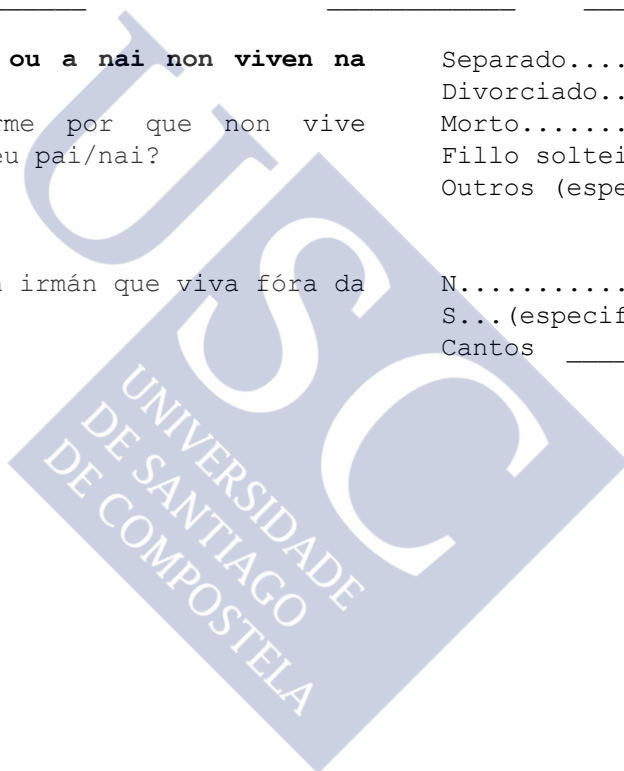 ou a nai non viven na
rme por que non vive
eu pai/nai?
irmán que viva fóra da
Separado....
Divorciado..
Morto.......
Fillo soltei
Outros (espe
N...........
S...(especif
Cantos ____
USC
UNIVERSIDADE
DE SANTIAGO
DE COMPOSTELA